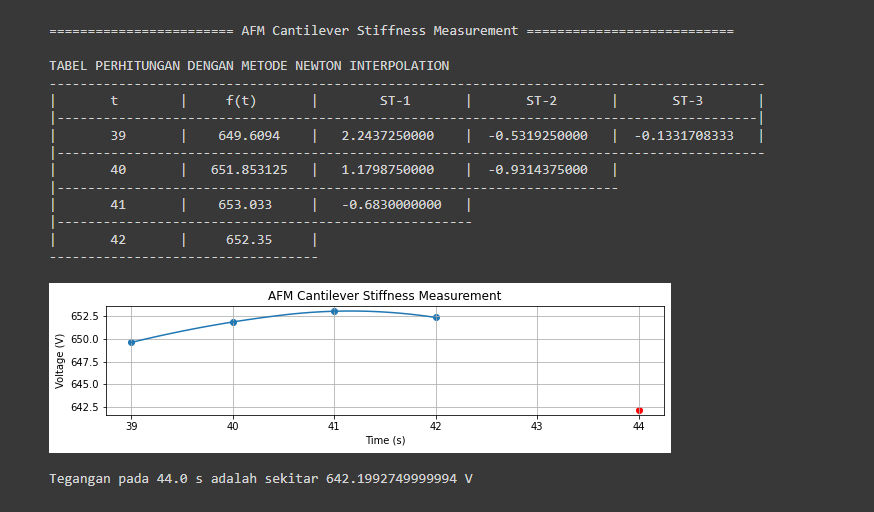 ======================== AFM Cantilever Stiffness Measurement ===========================
TABEL PERHITUNGAN DENGAN METODE NEWTON INTERPOLATION
| t | f(t) | ST-1 | ST-2 | ST-3 |
| 39 | 649.6094 | 2.2437250000 | -0.5319250000 | -0.1331708333 |
| 40 | 651.853125 | 1.1798750000 | -0.9314375000 |
| 41 | 653.033 | -0.6830000000 |
| 42 | 652.35 |
AFM Cantilever Stiffness Measurement
652.5
650.0
647.5
645.0
642.5
Voltage (V)
39 40 41 42 43 44
Time (s)
Tegangan pada 44.0 s adalah sekitar 642.1992749999994 V